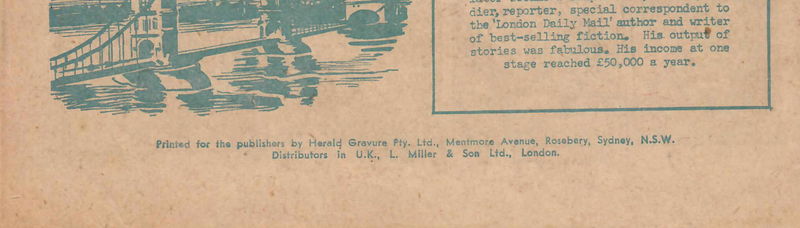 dier, reporter, special correspondent to
the 'London Daily Mail' author and writer
of best-selling fiction. His output of
stories was fabulous. His income at one
stage reached £50,000 a year.
Printed for the publishers by Herald Gravure Pty. Ltd., Mentmore Avenue, Rosebery, Sydney, N.S.W.
Distributors in U.K., L. Miller & Son Ltd., London.